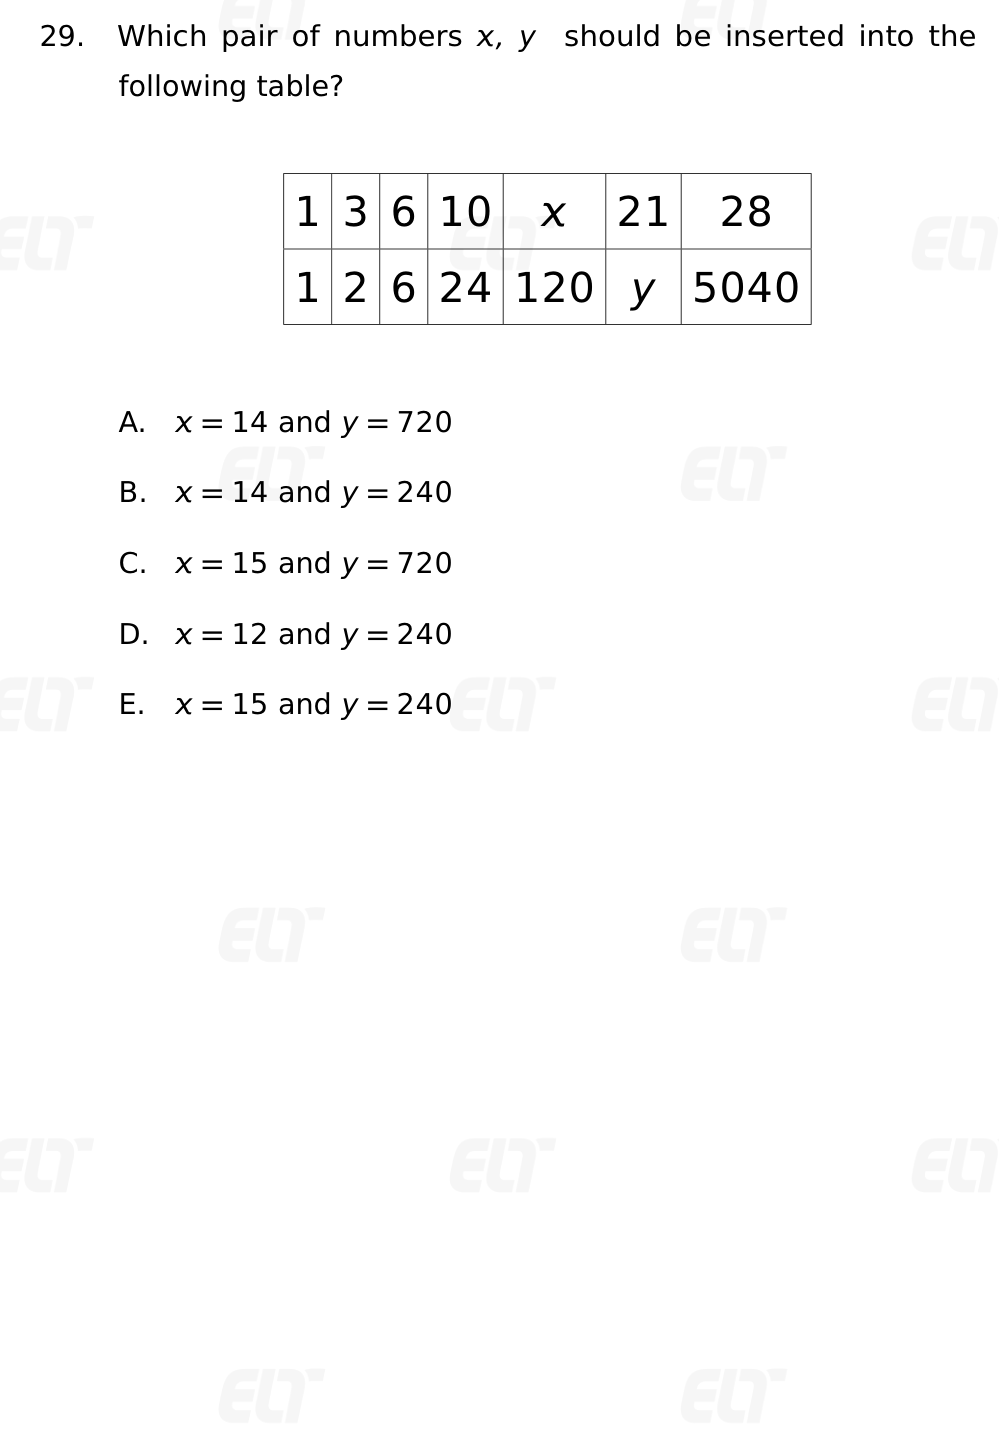 29. Which pair of numbers x, y should be inserted into the
following table?
1 3 6 10 x 21 28
1 2 6 24 120 y 5040
A. x = 14 and y = 720
B. x = 14 and y = 240
C. x = 15 and y = 720
D. x = 12 and y = 240
E. x = 15 and y = 240